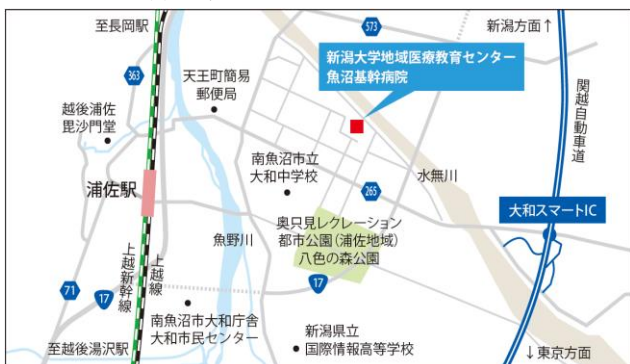 至長岡駅
573
新潟方面↑
新潟大学地域医療教育センター
魚沼基幹病院
363
天王町簡易
郵便局
関越自動車道
越後浦佐
毘沙門堂
南魚沼市立
大和中学校
水無川
265
浦佐駅
大和スマートIC
奥只見レクレーション
都市公園(浦佐地域)
八色の森公園
魚野川
上越新幹線
上越線
17
71
17
南魚沼市大和庁舎
大和市民センター
新潟県立
国際情報高等学校
至越後湯沢駅
↓東京方面